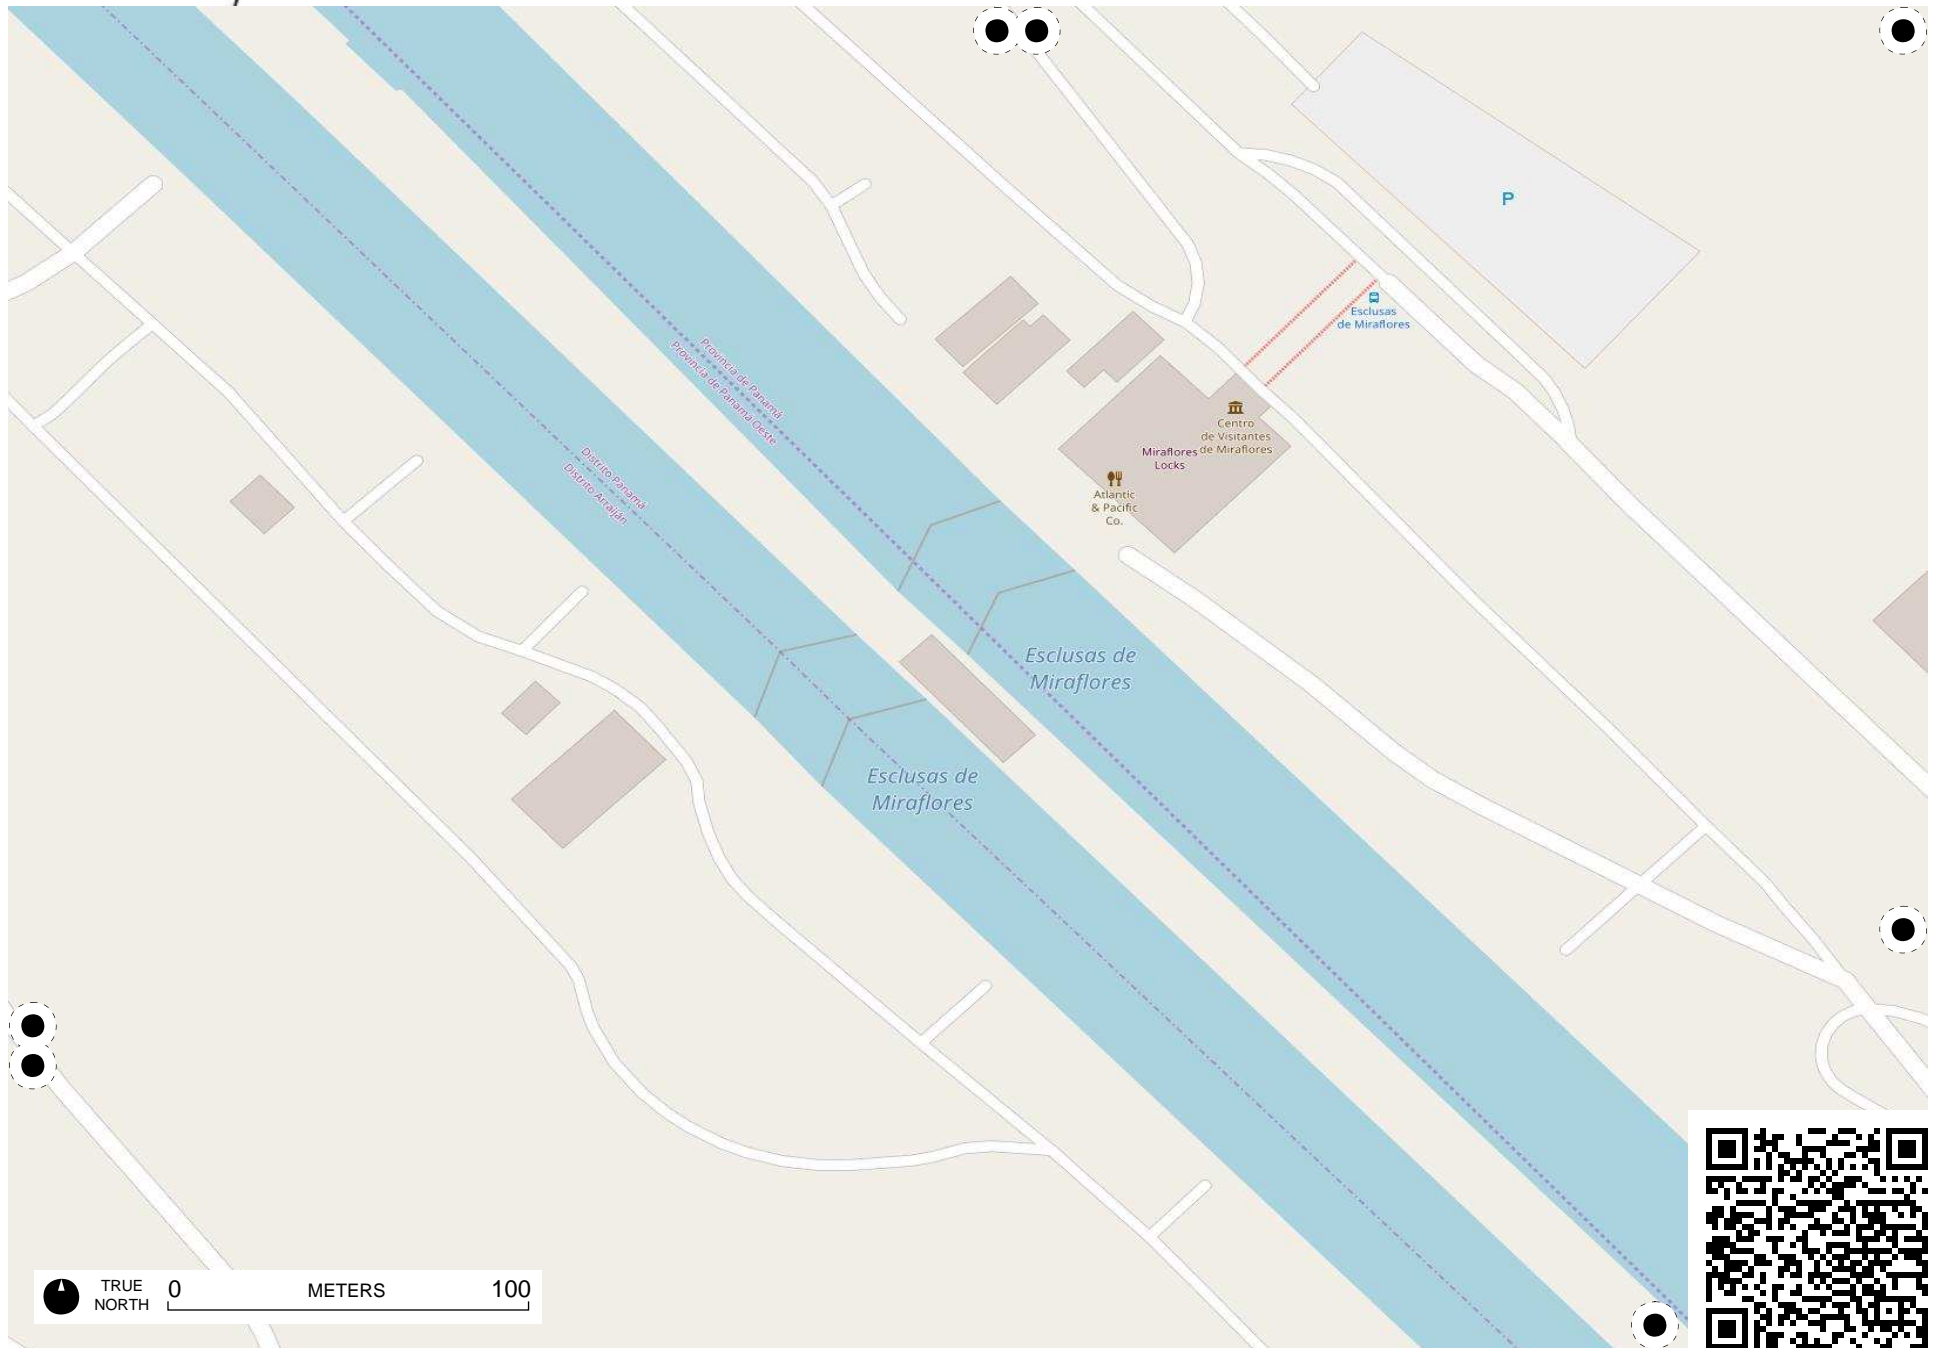 P
Esclusas
de Miraflores
Provincia de Panamá
Provincia de Panamá Oeste
Centro
de Visitantes
de Miraflores
Miraflores
Locks
Distrito Panamá
Distrito Arraiján
Atlantic
& Pacific
Co.
Esclusas de
Miraflores
Esclusas de
Miraflores
TRUE
NORTH
0
METERS
100